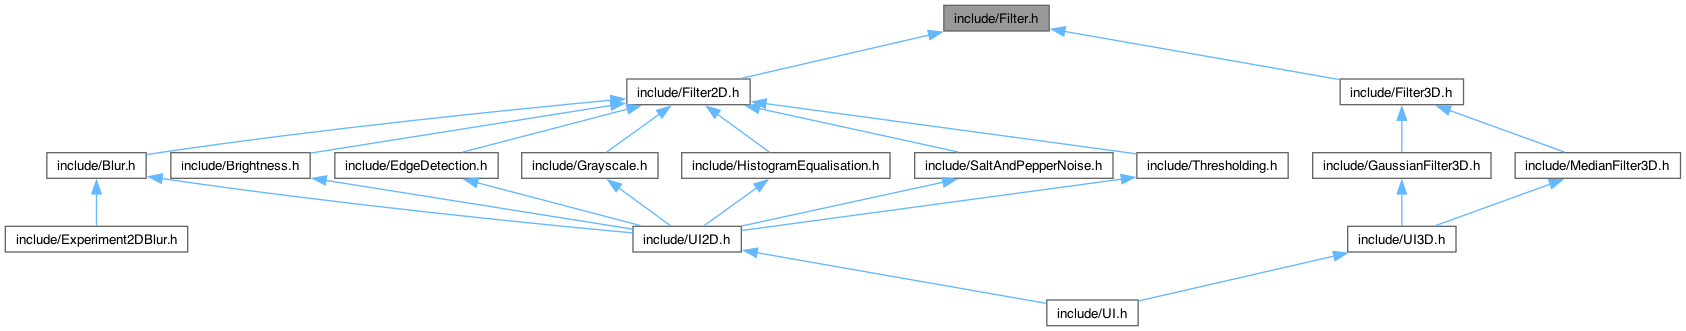 include/Filter.h
include/Filter2D.h
include/Filter3D.h
include/Blur.h
include/Brightness.h
include/EdgeDetection.h
include/Grayscale.h
include/HistogramEqualisation.h
include/SaltAndPepperNoise.h
include/Thresholding.h
include/GaussianFilter3D.h
include/MedianFilter3D.h
include/Experiment2DBlur.h
include/UI2D.h
include/UI3D.h
include/UI.h